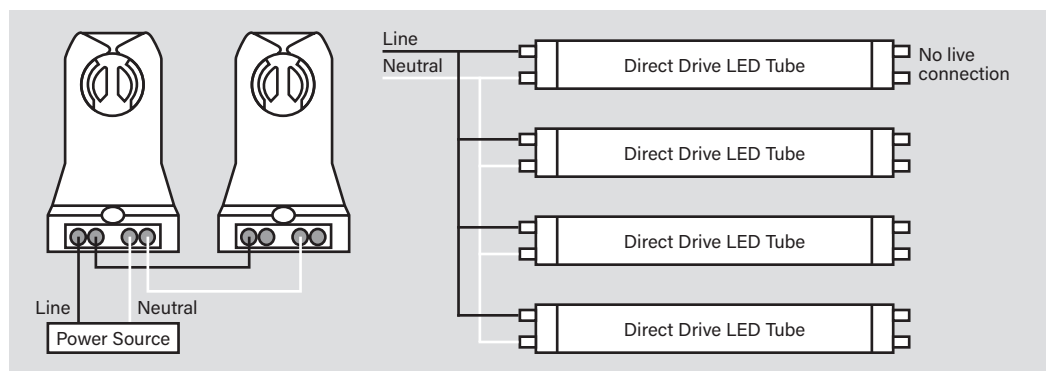 Line
Neutral
Power Source
Line
Neutral
Direct Drive LED Tube
No live
connection
Direct Drive LED Tube
Direct Drive LED Tube
Direct Drive LED Tube